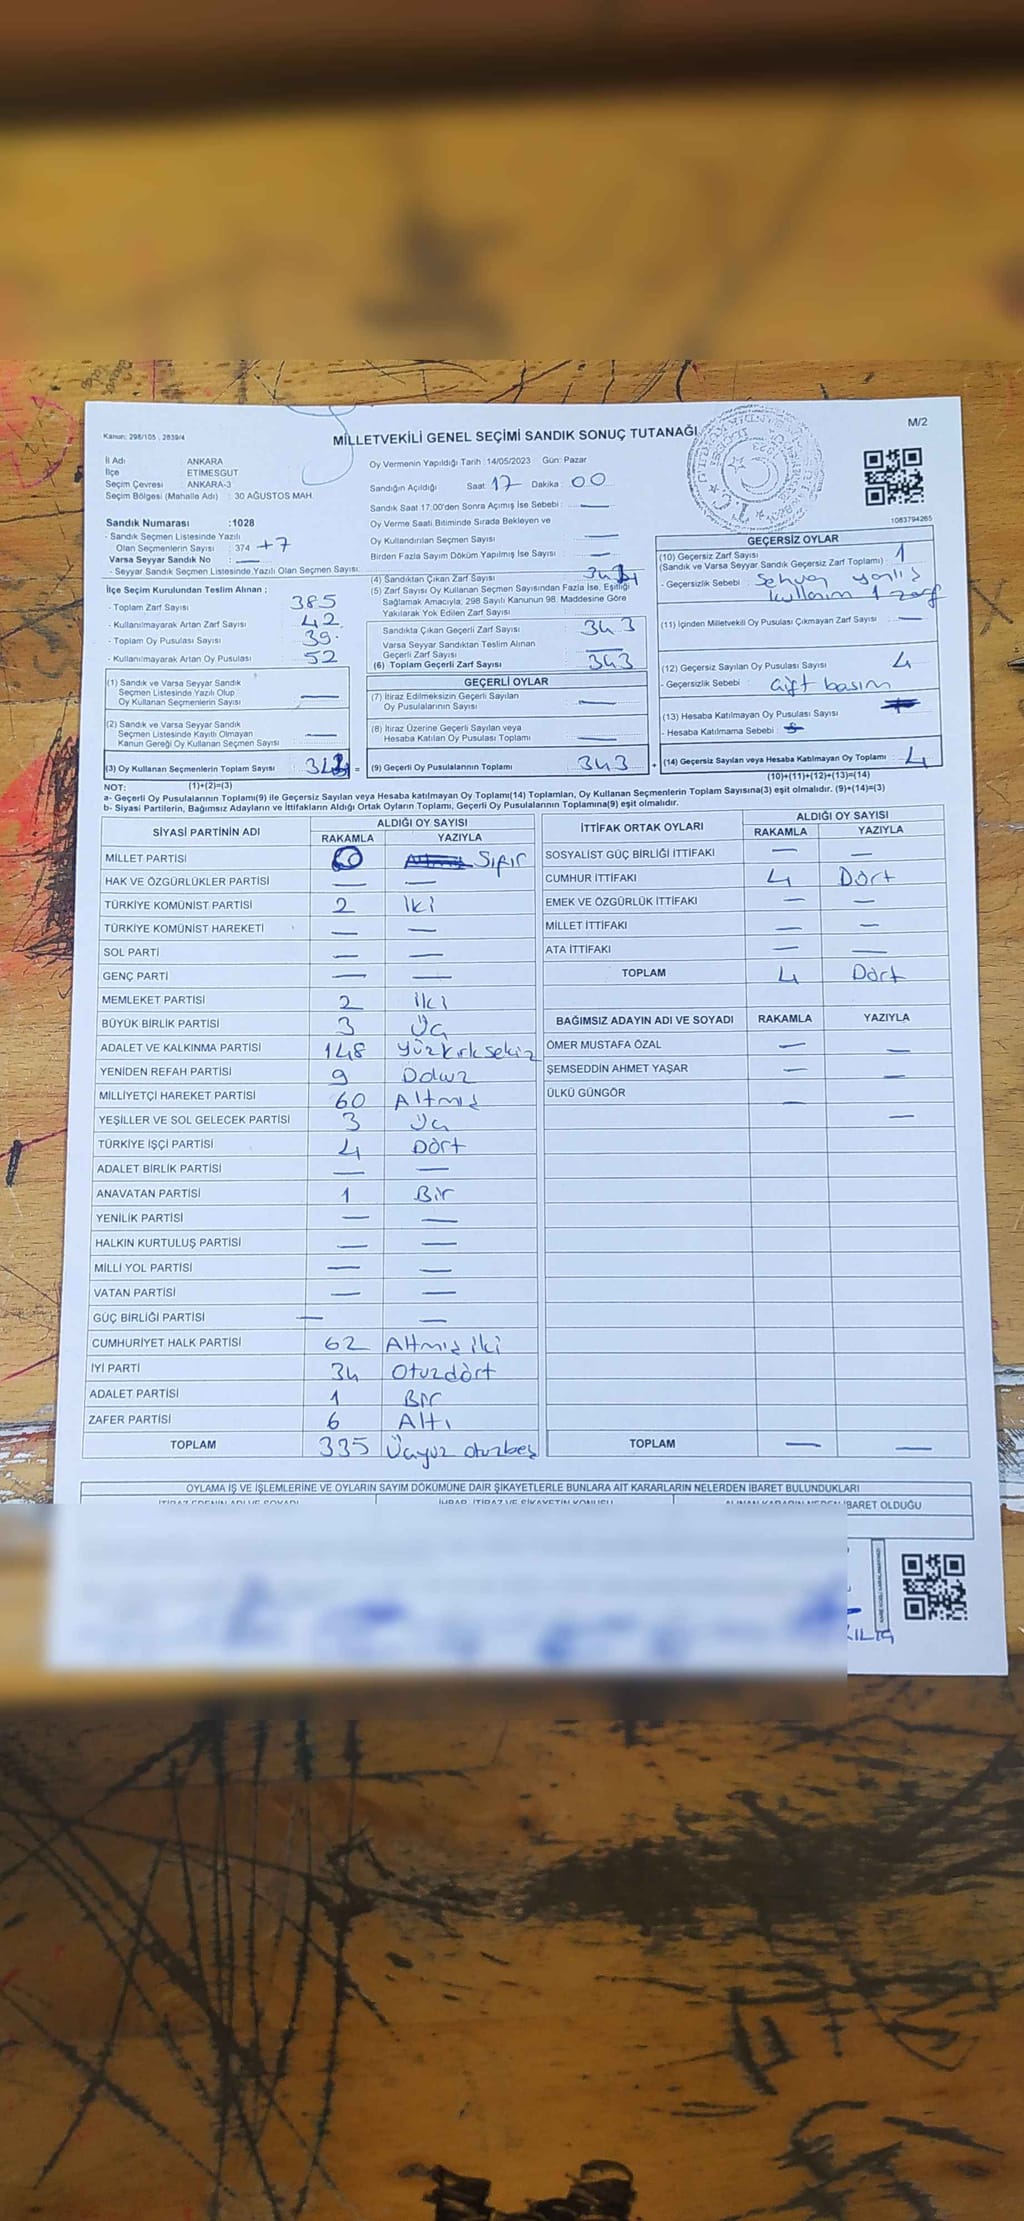 Kanun: 298/105 , 2839/4
MİLLETVEKİLİ GENEL SEÇİMİ SANDIK SONUÇ TUTANAĞI
M/2
İl Adı ANKARA
İlçe ETİMESGUT
Seçim Çevresi ANKARA-3
Seçim Bölgesi (Mahalle Adı) : 30 AĞUSTOS MAH.
Sandık Numarası :1028
- Sandık Seçmen Listesinde Yazılı
Olan Seçmenlerin Sayısı : 374 +7
Varsa Seyyar Sandık No : —
- Seyyar Sandık Seçmen Listesinde Yazılı Olan Seçmen Sayısı:
Oy Vermenin Yapıldığı Tarih :14/05/2023 Gün: Pazar
Sandığın Açıldığı Saat: 17 Dakika : 00
Sandık Saat 17.00'den Sonra Açımış İse Sebebi : —
Oy Verme Saati Bitiminde Sırada Bekleyen ve
Oy Kullandırılan Seçmen Sayısı —
Birden Fazla Sayım Döküm Yapılmış İse Sayısı : —
1083794265
İlçe Seçim Kurulundan Teslim Alınan ;
- Toplam Zarf Sayısı : 385
- Kullanılmayarak Artan Zarf Sayısı : 42
- Toplam Oy Pusulası Sayısı :
- Kullanılmayarak Artan Oy Pusulası : 52
(1) Sandık ve Varsa Seyyar Sandık
Seçmen Listesinde Yazılı Olup
Oy Kullanan Seçmenlerin Sayısı —
(2) Sandık ve Varsa Seyyar Sandık
Seçmen Listesinde Kayıtlı Olmayan
Kanun Gereği Oy Kullanan Seçmen Sayısı —
(3) Oy Kullanan Seçmenlerin Toplam Sayısı =
(4) Sandıktan Çıkan Zarf Sayısı
(5) Zarf Sayısı Oy Kullanan Seçmen Sayısından Fazla İse, Eşitliği
Sağlamak Amacıyla; 298 Sayılı Kanunun 98. Maddesine Göre
Yakılarak Yok Edilen Zarf Sayısı :
Sandıkta Çıkan Geçerli Zarf Sayısı : 343
Varsa Seyyar Sandıktan Teslim Alınan
Geçerli Zarf Sayısı : —
(6) Toplam Geçerli Zarf Sayısı 343
GEÇERLİ OYLAR
(7) İtiraz Edilmeksizin Geçerli Sayılan
Oy Pusulalarının Sayısı : —
(8) İtiraz Üzerine Geçerli Sayılan veya
Hesaba Katılan Oy Pusulası Toplamı : —
(9) Geçerli Oy Pusulalarının Toplamı : 343 +
GEÇERSİZ OYLAR
(10) Geçersiz Zarf Sayısı : 1
(Sandık ve Varsa Seyyar Sandık Geçersiz Zarf Toplamı)
- Geçersizlik Sebebi : Sehven yanlış
kullanım 1 zarf
(11) İçinden Milletvekili Oy Pusulası Çıkmayan Zarf Sayısı : —
(12) Geçersiz Sayılan Oy Pusulası Sayısı : 4
- Geçersizlik Sebebi : Çift basım
(13) Hesaba Katılmayan Oy Pusulası Sayısı
- Hesaba Katılmama Sebebi :
(14) Geçersiz Sayılan veya Hesaba Katılmayan Oy Toplamı : 4
(10)+(11)+(12)+(13)=(14)
NOT: (1)+(2)=(3)
a- Geçerli Oy Pusulalarının Toplamı(9) ile Geçersiz Sayılan veya Hesaba katılmayan Oy Toplamı(14) Toplamları, Oy Kullanan Seçmenlerin Toplam Sayısına(3) eşit olmalıdır. (9)+(14)=(3)
b- Siyasi Partilerin, Bağımsız Adayların ve İttifakların Aldığı Ortak Oyların Toplamı, Geçerli Oy Pusulalarının Toplamına(9) eşit olmalıdır.
SİYASİ PARTİNİN ADI ALDIĞI OY SAYISI
RAKAMLA YAZIYLA
MİLLET PARTİSİ Sıfır
HAK VE ÖZGÜRLÜKLER PARTİSİ — —
TÜRKİYE KOMÜNİST PARTİSİ 2 İki
TÜRKİYE KOMÜNİST HAREKETİ — —
SOL PARTİ — —
GENÇ PARTİ — —
MEMLEKET PARTİSİ 2 İki
BÜYÜK BİRLİK PARTİSİ 3 Üç
ADALET VE KALKINMA PARTİSİ 148 Yüzkırksekiz
YENİDEN REFAH PARTİSİ 9 Dokuz
MİLLİYETÇİ HAREKET PARTİSİ 60 Altmış
YEŞİLLER VE SOL GELECEK PARTİSİ 3 Üç
TÜRKİYE İŞÇİ PARTİSİ 4 Dört
ADALET BİRLİK PARTİSİ — —
ANAVATAN PARTİSİ 1 Bir
YENİLİK PARTİSİ — —
HALKIN KURTULUŞ PARTİSİ — —
MİLLİ YOL PARTİSİ — —
VATAN PARTİSİ — —
GÜÇ BİRLİĞİ PARTİSİ — —
CUMHURİYET HALK PARTİSİ 62 Altmış iki
İYİ PARTİ 34 Otuzdört
ADALET PARTİSİ 1 Bir
ZAFER PARTİSİ 6 Altı
TOPLAM 335 Üçyüz otuzbeş
İTTİFAK ORTAK OYLARI ALDIĞI OY SAYISI
RAKAMLA YAZIYLA
SOSYALİST GÜÇ BİRLİĞİ İTTİFAKI — —
CUMHUR İTTİFAKI 4 Dört
EMEK VE ÖZGÜRLÜK İTTİFAKI — —
MİLLET İTTİFAKI — —
ATA İTTİFAKI — —
TOPLAM 4 Dört
BAĞIMSIZ ADAYIN ADI VE SOYADI RAKAMLA YAZIYLA
ÖMER MUSTAFA ÖZAL — —
ŞEMSEDDİN AHMET YAŞAR — —
ÜLKÜ GÜNGÖR — —
TOPLAM — —
OYLAMA İŞ VE İŞLEMLERİNE VE OYLARIN SAYIM DÖKÜMÜNE DAİR ŞİKAYETLERLE BUNLARA AİT KARARLARIN NELERDEN İBARET BULUNDUKLARI
İTİRAZ EDENİN ADI VE SOYADI İHBAR, İTİRAZ VE ŞİKAYETİN KONUSU ALINAN KARARIN NEDEN İBARET OLDUĞU